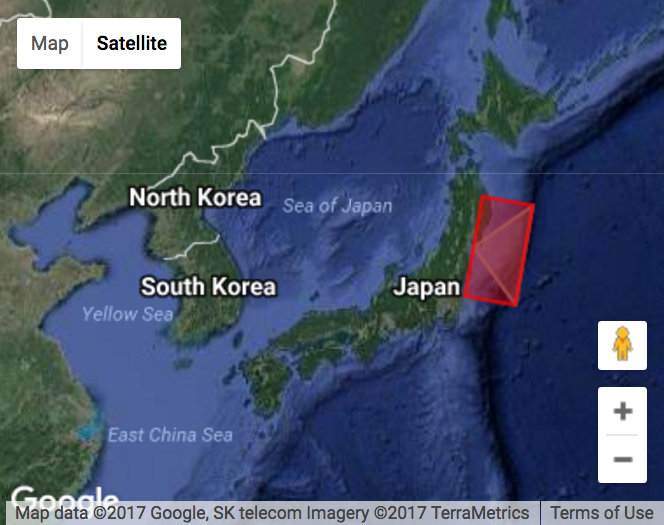 Map Satellite
North Korea
Sea of Japan
South Korea
Japan
Yellow Sea
East China Sea
Google
Map data ©2017 Google, SK telecom Imagery ©2017 TerraMetrics Terms of Use